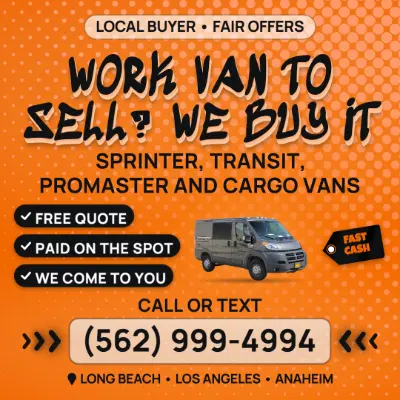 LOCAL BUYER • FAIR OFFERS
WORK VAN TO
SELL? WE BUY IT
SPRINTER, TRANSIT,
PROMASTER AND CARGO VANS
FREE QUOTE
PAID ON THE SPOT
WE COME TO YOU
FAST
CASH
CALL OR TEXT
(562) 999-4994
LONG BEACH • LOS ANGELES • ANAHEIM